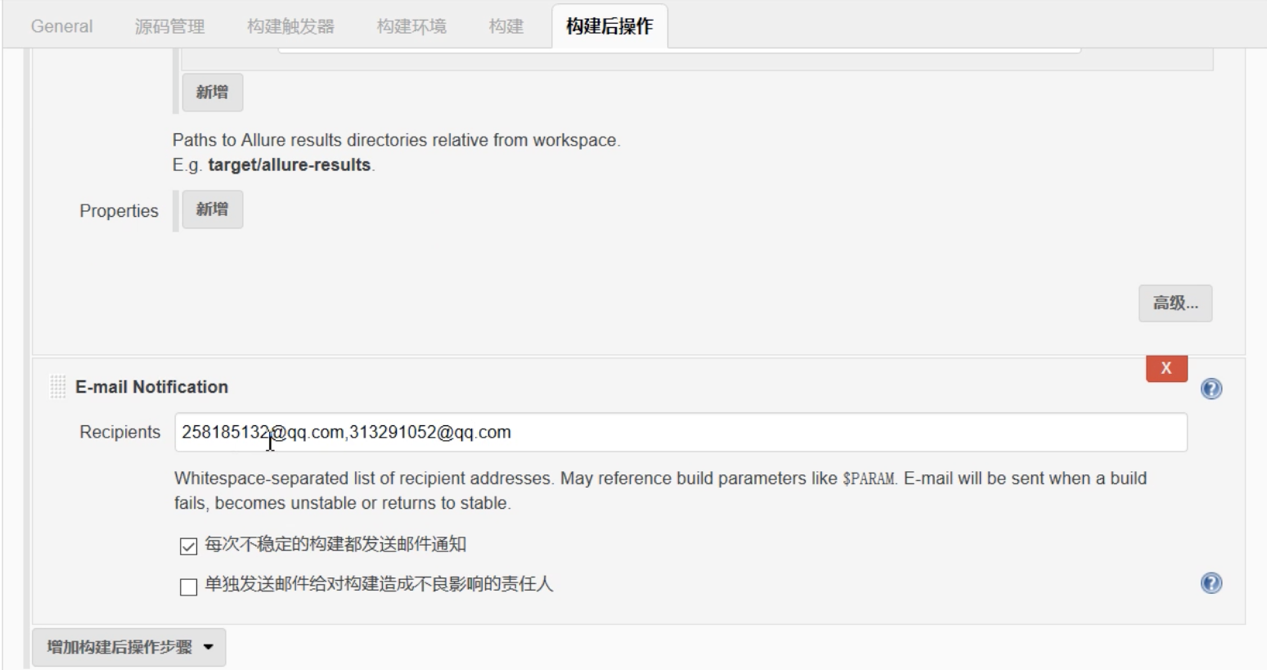 General 源码管理 构建触发器 构建环境 构建 构建后操作
新增
Paths to Allure results directories relative from workspace.
E.g. target/allure-results.
Properties 新增
高级...
X
E-mail Notification
Recipients 258185132@qq.com,313291052@qq.com
Whitespace-separated list of recipient addresses. May reference build parameters like $PARAM. E-mail will be sent when a build
fails, becomes unstable or returns to stable.
每次不稳定的构建都发送邮件通知
单独发送邮件给对构建造成不良影响的责任人
增加构建后操作步骤